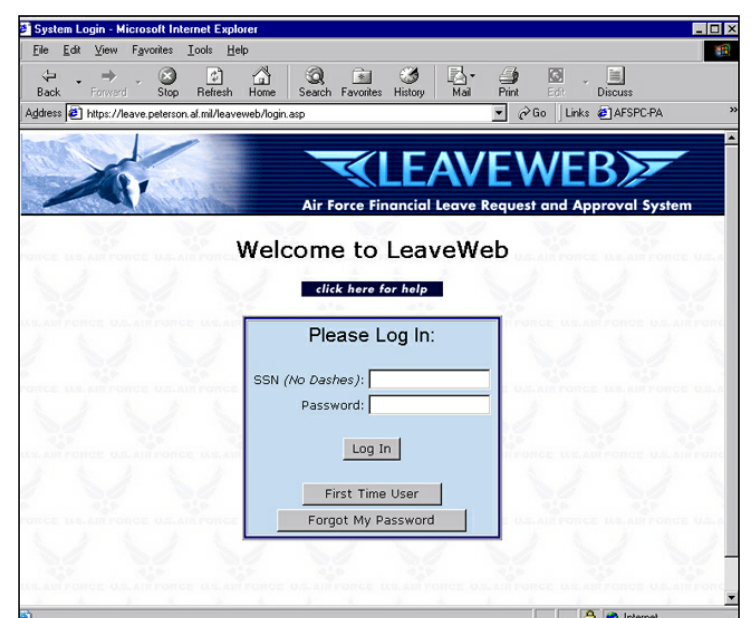 System Login - Microsoft Internet Explorer
File Edit View Favorites Tools Help
Back Forward Stop Refresh Home Search Favorites History Mail Print Edit Discuss
Address https://leave.peterson.af.mil/leaveweb/login.asp Go Links AFSPC-PA »
LEAVEWEB
Air Force Financial Leave Request and Approval System
Welcome to LeaveWeb
click here for help
Please Log In:
SSN (No Dashes):
Password:
Log In
First Time User
Forgot My Password
Internet